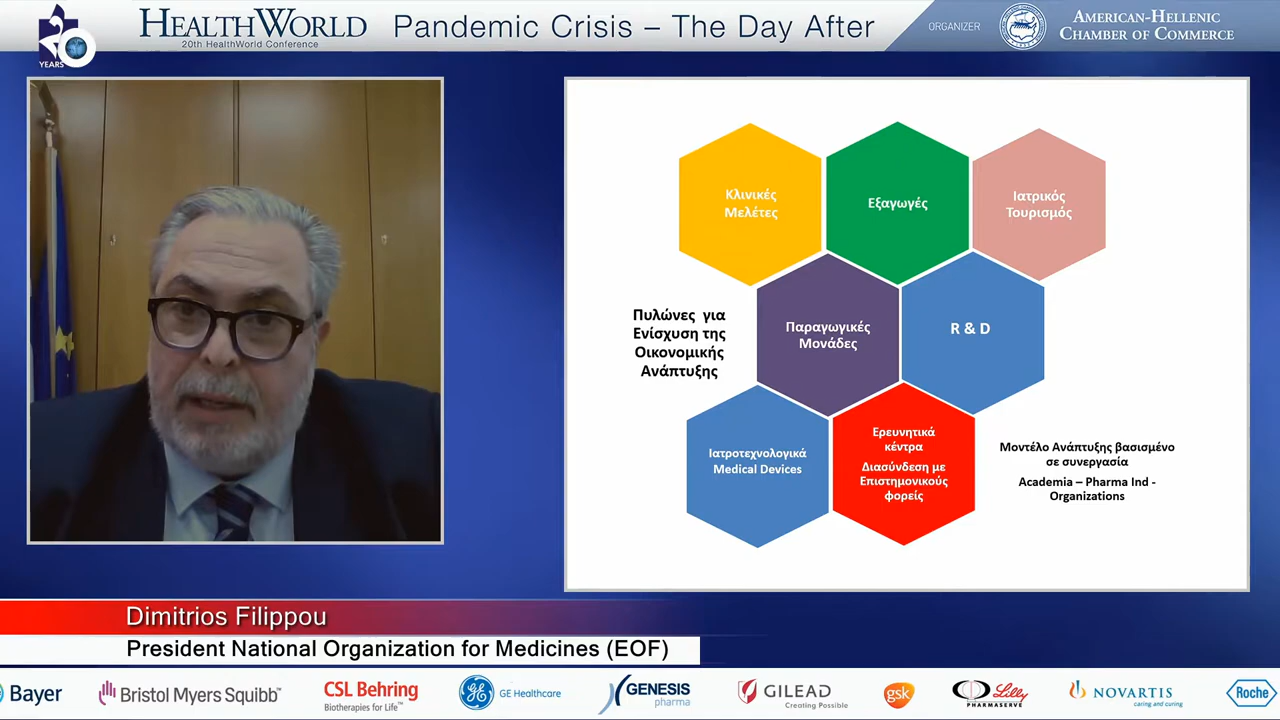 20
YEARS
HEALTHWORLD
20th HealthWorld Conference
Pandemic Crisis – The Day After
ORGANIZER
AMERICAN-HELLENIC
CHAMBER OF COMMERCE
Κλινικές
Μελέτες
Εξαγωγές
Ιατρικός
Τουρισμός
Πυλώνες για
Ενίσχυση της
Οικονομικής
Ανάπτυξης
Παραγωγικές
Μονάδες
R & D
Ιατροτεχνολογικά
Medical Devices
Ερευνητικά
κέντρα
Διασύνδεση με
Επιστημονικούς
φορείς
Μοντέλο Ανάπτυξης βασισμένο
σε συνεργασία
Academia – Pharma Ind -
Organizations
Dimitrios Filippou
President National Organization for Medicines (EOF)
Bayer
Bristol Myers Squibb™
CSL Behring
Biotherapies for Life™
GE Healthcare
GENESIS
pharma
GILEAD
Creating Possible
gsk
Lilly
PHARMASERVE
NOVARTIS
caring and curing
Roche